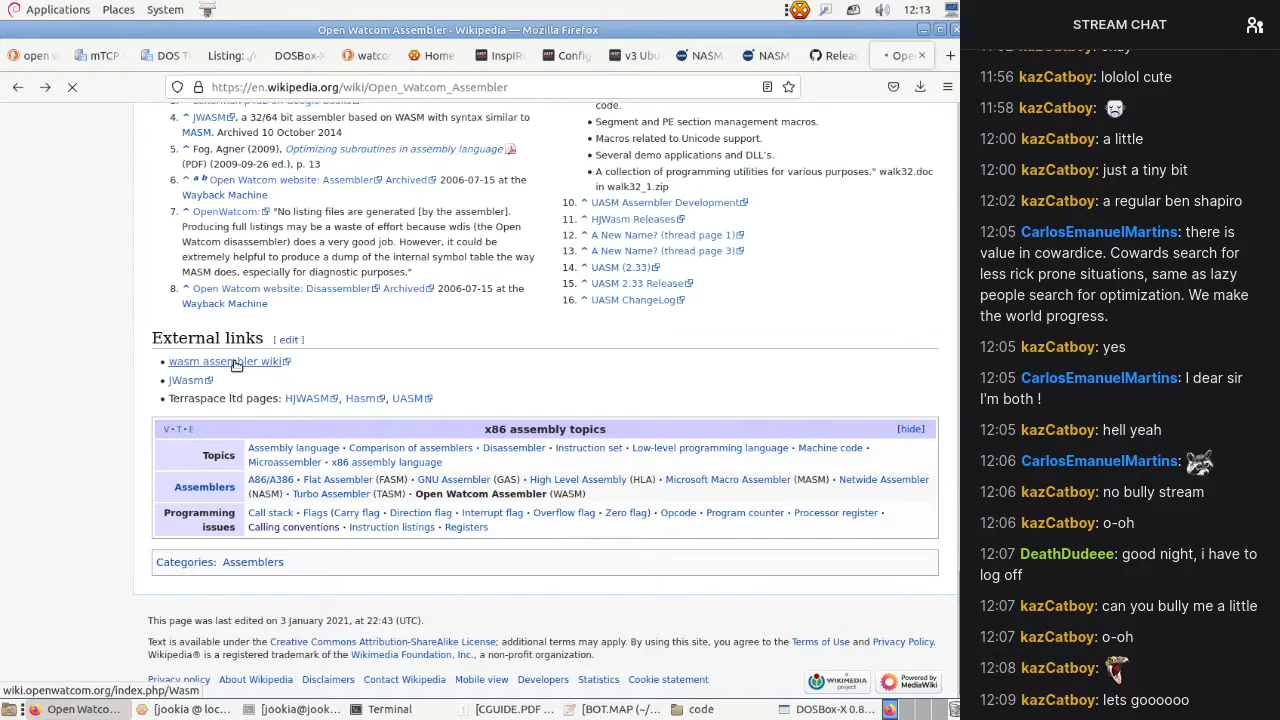 Applications Places System
12:13
Open Watcom Assembler - Wikipedia — Mozilla Firefox
open w
mTCP
DOS T
Listing:
DOSBox-
watcor
Home
InspIR
Config
v3 Ubu
NASM
NASM
Releas
Ope
https://en.wikipedia.org/wiki/Open_Watcom_Assembler
4. ^ JWASM, a 32/64 bit assembler based on WASM with syntax similar to
MASM. Archived 10 October 2014
5. ^ Fog, Agner (2009), Optimizing subroutines in assembly language
(PDF) (2009-09-26 ed.), p. 13
6. ^ a b Open Watcom website: Assembler Archived 2006-07-15 at the
Wayback Machine
7. ^ OpenWatcom: "No listing files are generated [by the assembler].
Producing full listings may be a waste of effort because wdis (the Open
Watcom disassembler) does a very good job. However, it could be
extremely helpful to produce a dump of the internal symbol table the way
MASM does, especially for diagnostic purposes."
8. ^ Open Watcom website: Disassembler Archived 2006-07-15 at the
Wayback Machine
code.
• Segment and PE section management macros.
• Macros related to Unicode support.
• Several demo applications and DLL's.
• A collection of programming utilities for various purposes." walk32.doc
in walk32_1.zip
10. ^ UASM Assembler Development
11. ^ HJWasm Releases
12. ^ A New Name? (thread page 1)
13. ^ A New Name? (thread page 3)
14. ^ UASM (2.33)
15. ^ UASM 2.33 Release
16. ^ UASM ChangeLog
External links [ edit ]
• wasm assembler wiki
• JWasm
• Terraspace ltd pages: HJWASM, Hasm, UASM
V · T · E x86 assembly topics [hide]
Topics
Assembly language · Comparison of assemblers · Disassembler · Instruction set · Low-level programming language · Machine code ·
Microassembler · x86 assembly language
Assemblers
A86/A386 · Flat Assembler (FASM) · GNU Assembler (GAS) · High Level Assembly (HLA) · Microsoft Macro Assembler (MASM) · Netwide Assembler
(NASM) · Turbo Assembler (TASM) · Open Watcom Assembler (WASM)
Programming
issues
Call stack · Flags (Carry flag · Direction flag · Interrupt flag · Overflow flag · Zero flag) · Opcode · Program counter · Processor register ·
Calling conventions · Instruction listings · Registers
Categories: Assemblers
This page was last edited on 3 January 2021, at 22:43 (UTC).
Text is available under the Creative Commons Attribution-ShareAlike License; additional terms may apply. By using this site, you agree to the Terms of Use and Privacy Policy.
Wikipedia® is a registered trademark of the Wikimedia Foundation, Inc., a non-profit organization.
Privacy policy About Wikipedia Disclaimers Contact Wikipedia Mobile view Developers Statistics Cookie statement
WIKIMEDIA project
Powered By MediaWiki
wiki.openwatcom.org/index.php/Wasm
Open Watco...
[jookia @ loc...
[jookia@jook...
Terminal
[CGUIDE.PDF ...
[BOT.MAP (~/...
code
DOSBox-X 0.8...
STREAM CHAT
11:56 kazCatboy: lololol cute
11:58 kazCatboy:
12:00 kazCatboy: a little
12:00 kazCatboy: just a tiny bit
12:02 kazCatboy: a regular ben shapiro
12:05 CarlosEmanuelMartins: there is
value in cowardice. Cowards search for
less rick prone situations, same as lazy
people search for optimization. We make
the world progress.
12:05 kazCatboy: yes
12:05 CarlosEmanuelMartins: I dear sir
I'm both !
12:05 kazCatboy: hell yeah
12:06 CarlosEmanuelMartins:
12:06 kazCatboy: no bully stream
12:06 kazCatboy: o-oh
12:07 DeathDudeee: good night, i have to
log off
12:07 kazCatboy: can you bully me a little
12:07 kazCatboy: o-oh
12:08 kazCatboy:
12:09 kazCatboy: lets goooooo